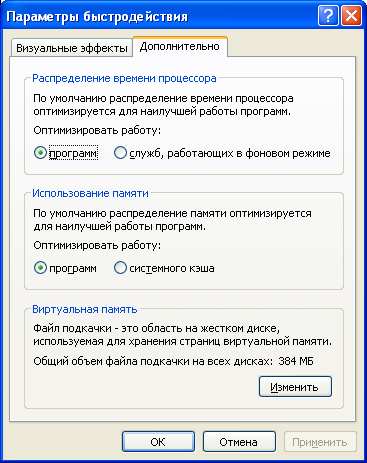 Параметры быстродействия
Визуальные эффекты
Дополнительно
Распределение времени процессора
По умолчанию распределение времени процессора
оптимизируется для наилучшей работы программ.
Оптимизировать работу:
программ
служб, работающих в фоновом режиме
Использование памяти
По умолчанию распределение памяти оптимизируется
для наилучшей работы программ.
Оптимизировать работу:
программ
системного кэша
Виртуальная память
Файл подкачки - это область на жестком диске,
используемая для хранения страниц виртуальной памяти.
Общий объем файла подкачки на всех дисках: 384 МБ
Изменить
ОК
Отмена
Применить